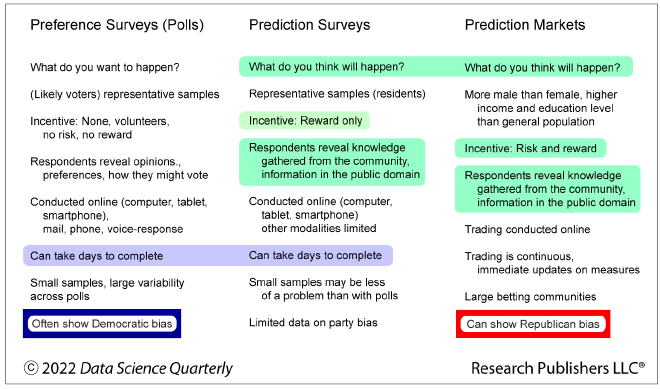 Preference Surveys (Polls)
What do you want to happen?
(Likely voters) representative samples
Incentive: None, volunteers,
no risk, no reward
Respondents reveal opinions.,
preferences, how they might vote
Conducted online (computer, tablet,
smartphone),
mail, phone, voice-response
Can take days to complete
Small samples, large variability
across polls
Often show Democratic bias
Prediction Surveys
What do you think will happen?
Representative samples (residents)
Incentive: Reward only
Respondents reveal knowledge
gathered from the community,
information in the public domain
Conducted online (computer,
tablet, smartphone)
other modalities limited
Can take days to complete
Small samples may be less
of a problem than with polls
Limited data on party bias
Prediction Markets
What do you think will happen?
More male than female, higher
income and education level
than general population
Incentive: Risk and reward
Respondents reveal knowledge
gathered from the community,
information in the public domain
Trading conducted online
Trading is continuous,
immediate updates on measures
Large betting communities
Can show Republican bias
© 2022 Data Science Quarterly
Research Publishers LLC®